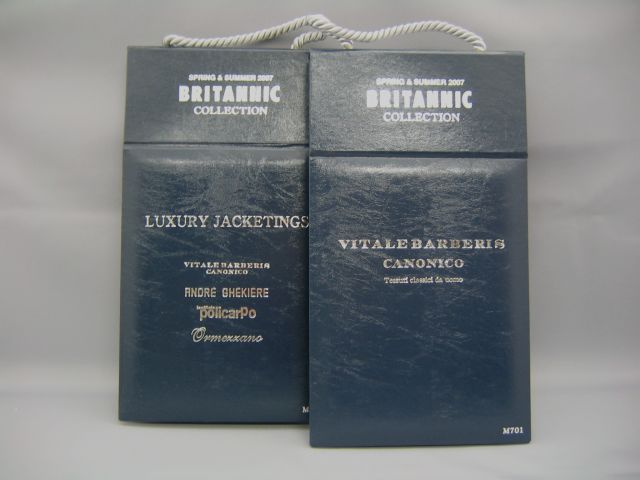 SPRING & SUMMER 2007
BRITANNIC
COLLECTION
LUXURY JACKETINGS
VITALE BARBERIS
CANONICO
ANDRÉ GHEKIERE
policarpo
Ormezzano
M
SPRING & SUMMER 2007
BRITANNIC
COLLECTION
VITALE BARBERIS
CANONICO
Tessuti classici da uomo
M701